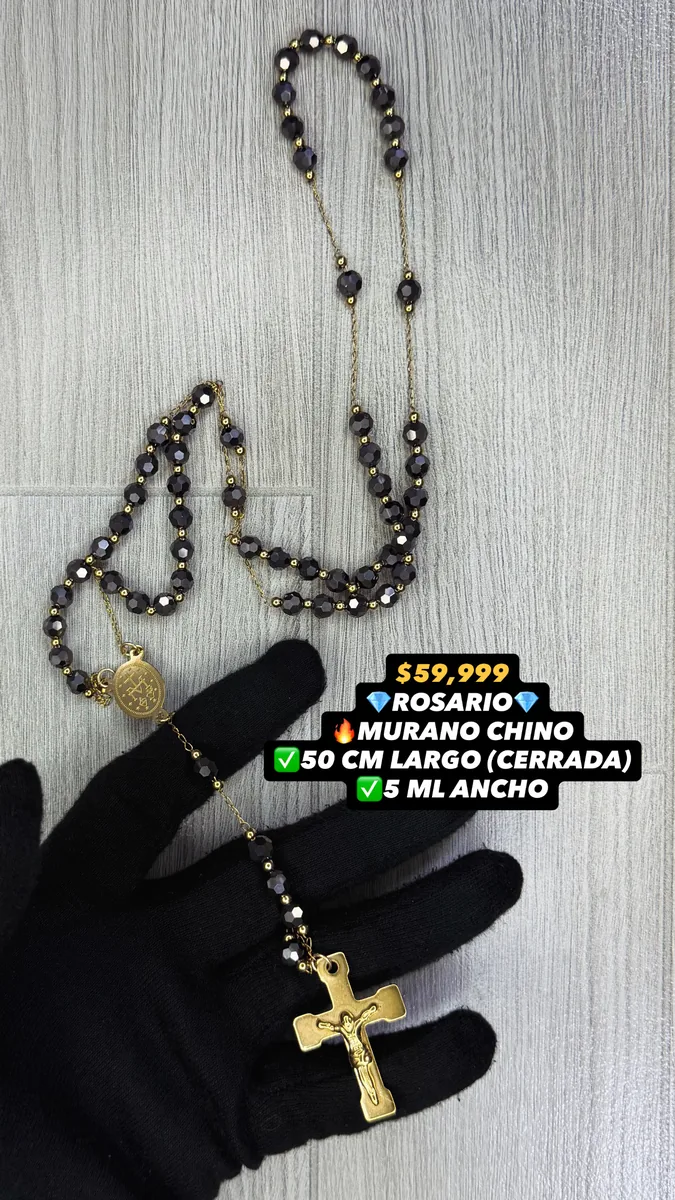 $59,999
💎ROSARIO💎
🔥MURANO CHINO
✅50 CM LARGO (CERRADA)
✅5 ML ANCHO